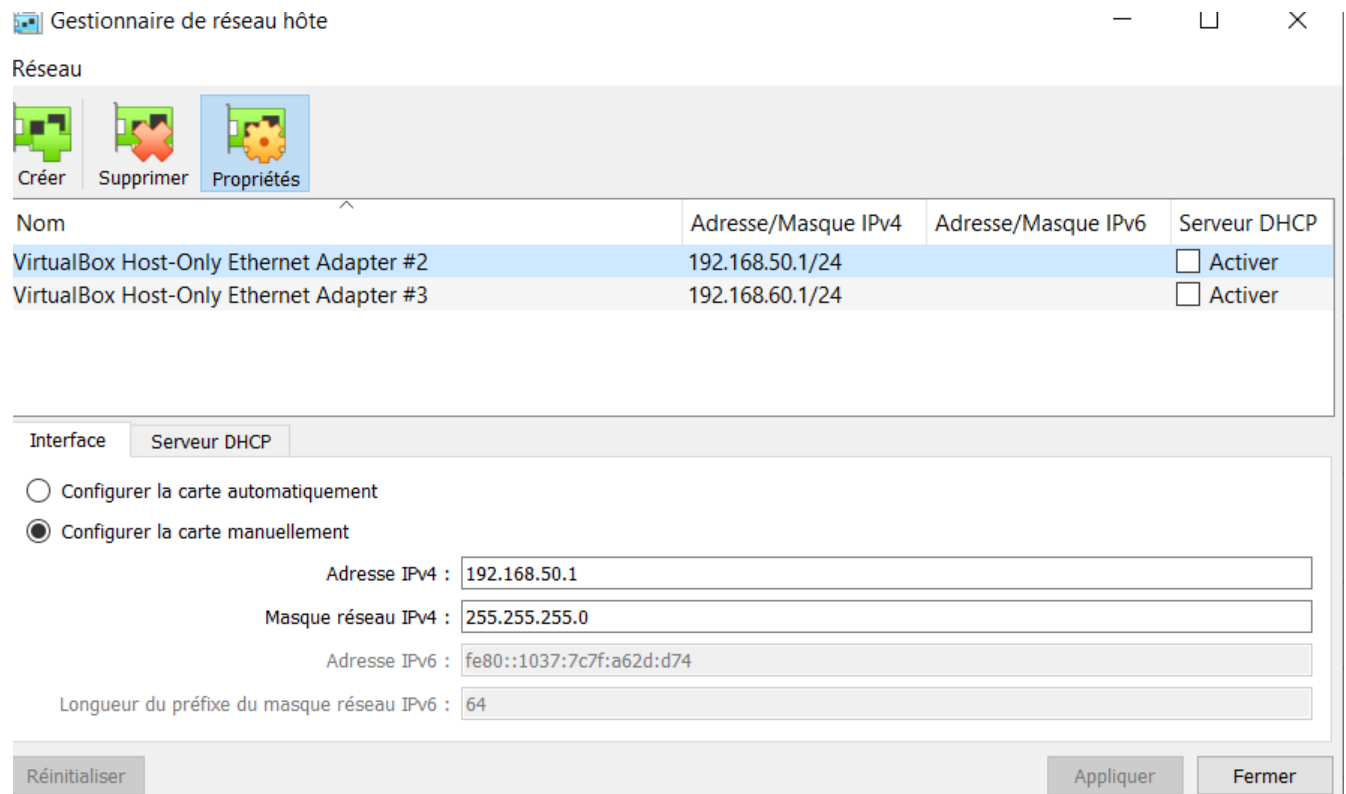 Gestionnaire de réseau hôte
Réseau
Créer Supprimer Propriétés
Nom Adresse/Masque IPv4 Adresse/Masque IPv6 Serveur DHCP
VirtualBox Host-Only Ethernet Adapter #2 192.168.50.1/24 Activer
VirtualBox Host-Only Ethernet Adapter #3 192.168.60.1/24 Activer
Interface Serveur DHCP
Configurer la carte automatiquement
Configurer la carte manuellement
Adresse IPv4 : 192.168.50.1
Masque réseau IPv4 : 255.255.255.0
Adresse IPv6 : fe80::1037:7c7f:a62d:d74
Longueur du préfixe du masque réseau IPv6 : 64
Réinitialiser Appliquer Fermer